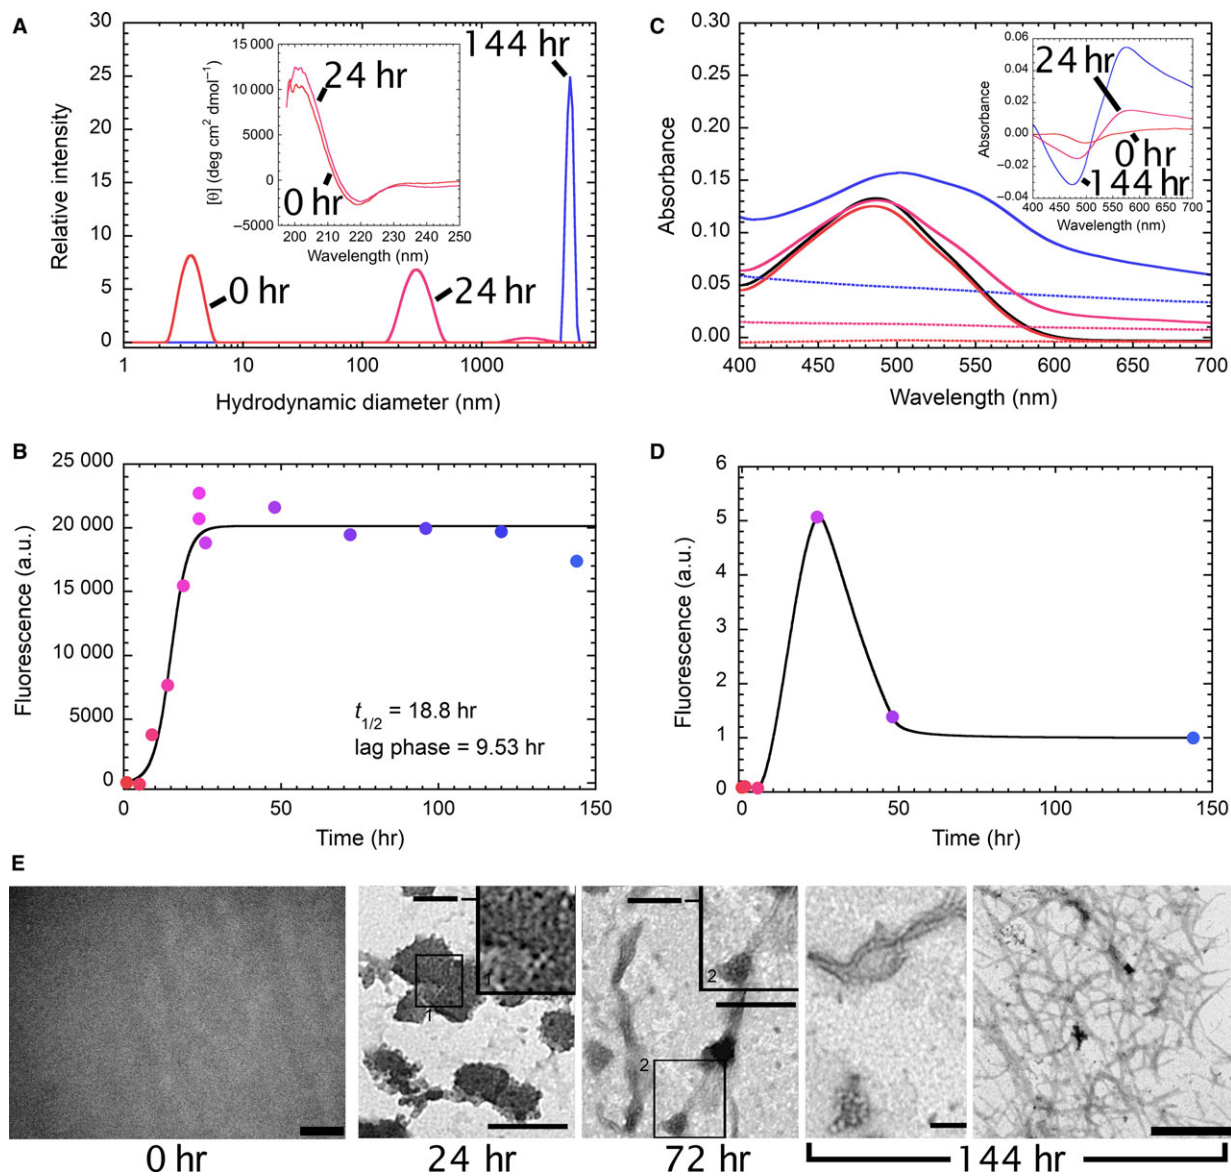 A
35
30
25
20
15
10
5
0
Relative intensity
1
10
100
1000
Hydrodynamic diameter (nm)
0 hr
24 hr
144 hr
15 000
10 000
5000
0
−5000
[θ] (deg cm² dmol⁻¹)
200 210 220 230 240 250
Wavelength (nm)
24 hr
0 hr
C
0.30
0.25
0.20
0.15
0.10
0.05
0.00
Absorbance
400 450 500 550 600 650 700
Wavelength (nm)
0.06
0.04
0.02
0.00
−0.02
−0.04
Absorbance
400 450 500 550 600 650 700
Wavelength (nm)
24 hr
0 hr
144 hr
B
25 000
20 000
15 000
10 000
5000
0
Fluorescence (a.u.)
t1/2 = 18.8 hr
lag phase = 9.53 hr
0 50 100 150
Time (hr)
D
6
5
4
3
2
1
0
Fluorescence (a.u.)
0 50 100 150
Time (hr)
E
1
1
2
2
0 hr
24 hr
72 hr
144 hr